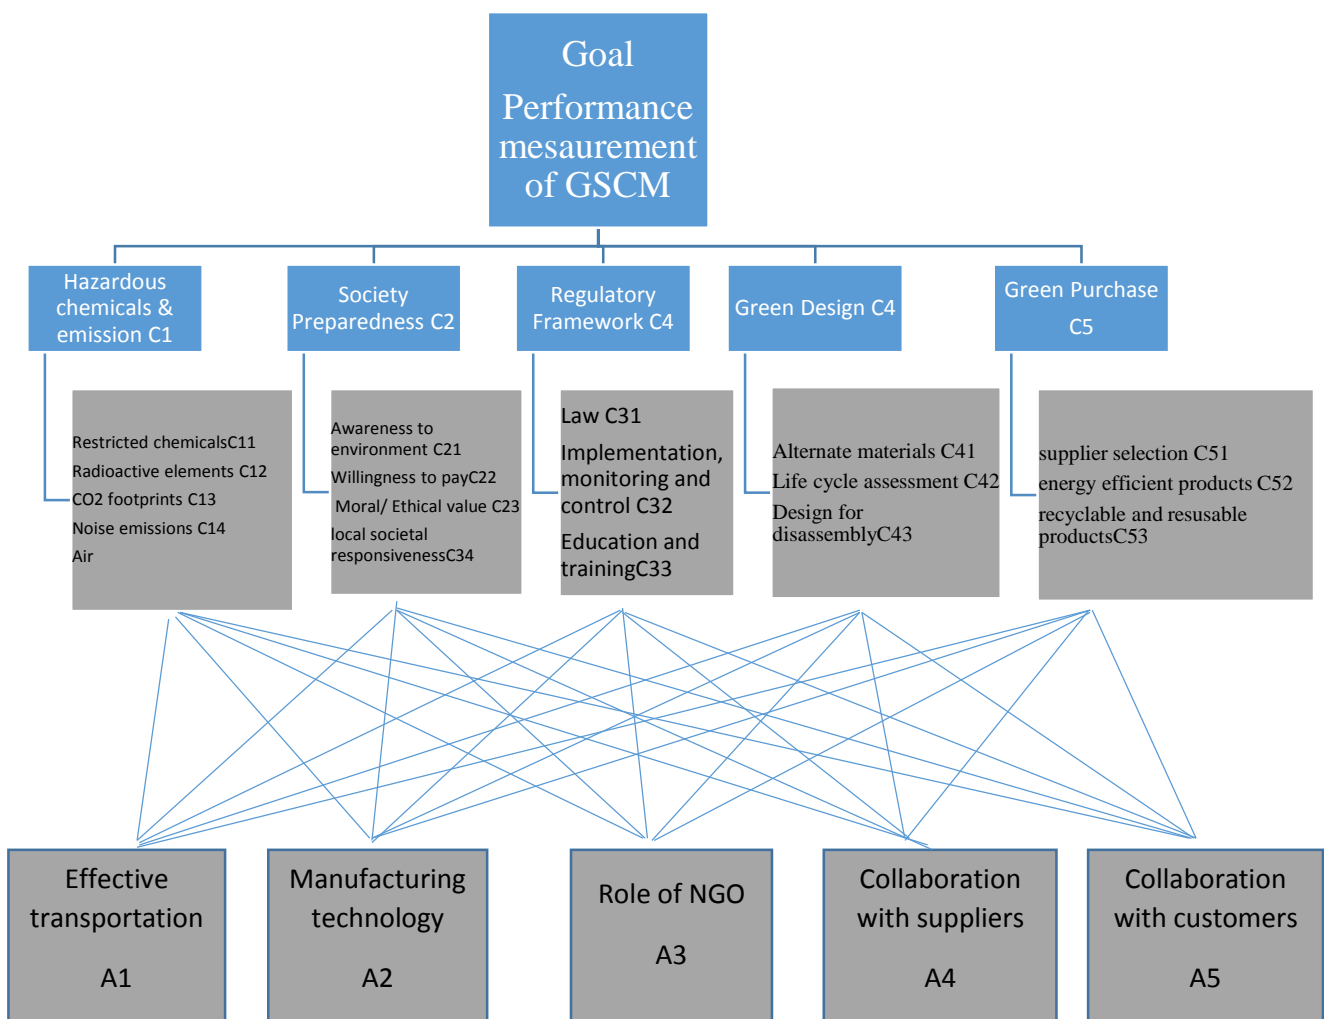 Goal
Performance
mesaurement
of GSCM
Hazardous
chemicals &
emission C1
Society
Preparedness C2
Regulatory
Framework C4
Green Design C4
Green Purchase
C5
Restricted chemicalsC11
Radioactive elements C12
CO2 footprints C13
Noise emissions C14
Air
Awareness to
environment C21
Willingness to payC22
Moral/ Ethical value C23
local societal
responsivenessC34
Law C31
Implementation,
monitoring and
control C32
Education and
trainingC33
Alternate materials C41
Life cycle assessment C42
Design for
disassemblyC43
supplier selection C51
energy efficient products C52
recyclable and resusable
productsC53
Effective
transportation
A1
Manufacturing
technology
A2
Role of NGO
A3
Collaboration
with suppliers
A4
Collaboration
with customers
A5